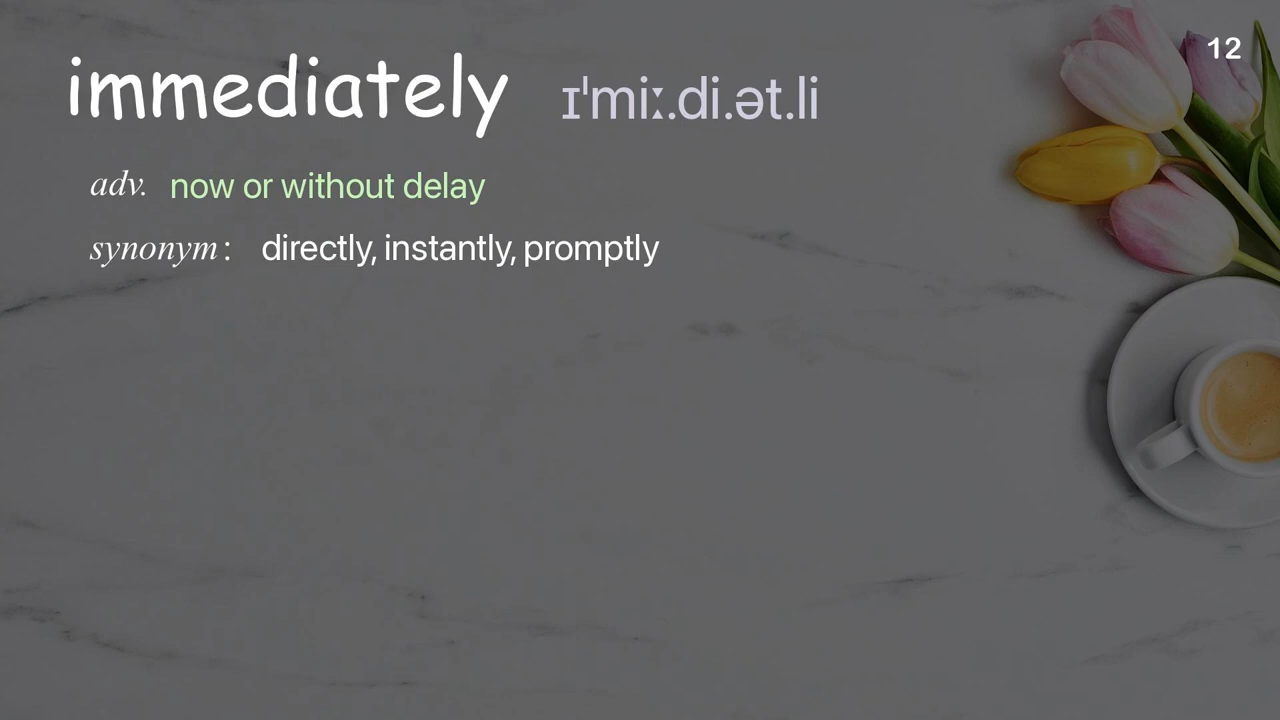 12
immediately ɪˈmiː.di.ət.li
adv. now or without delay
synonym: directly, instantly, promptly